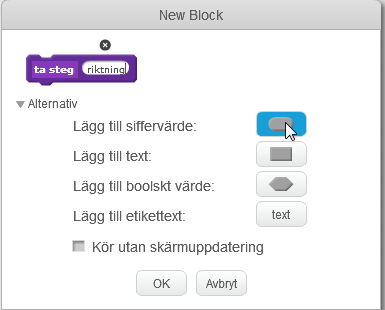 New Block
ta steg riktning
Alternativ
Lägg till siffervärde:
Lägg till text:
Lägg till boolskt värde:
Lägg till etikettext: text
Kör utan skärmuppdatering
OK Avbryt